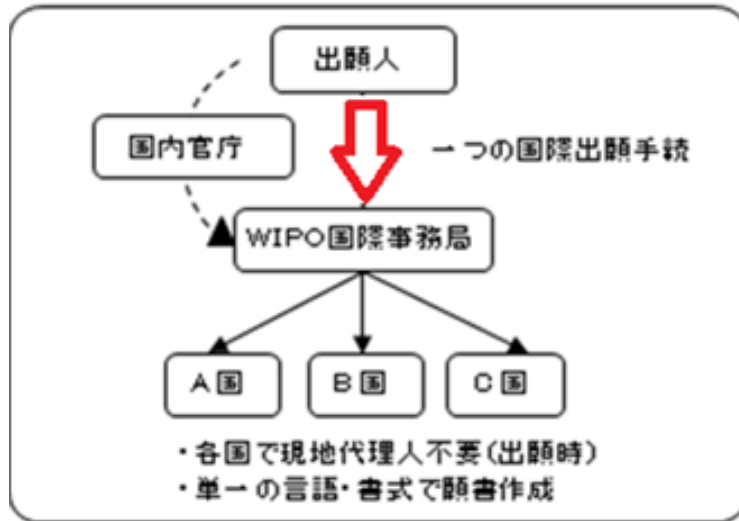 出願人
国内官庁
一つの国際出願手続
WIPO国際事務局
A国
B国
C国
・各国で現地代理人不要(出願時)
・単一の言語・書式で願書作成